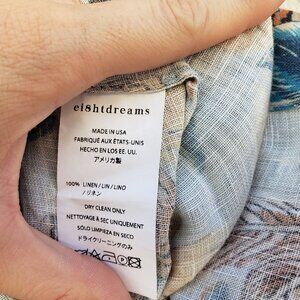 eightdreams
MADE IN USA
FABRIQUÉ AUX ÉTATS-UNIS
HECHO EN LOS EE. UU.
アメリカ製
100% LINEN / LIN / LINO
/ リネン
DRY CLEAN ONLY
NETTOYAGE À SEC UNIQUEMENT
SÓLO LIMPIEZA EN SECO
ドライクリーニングのみ